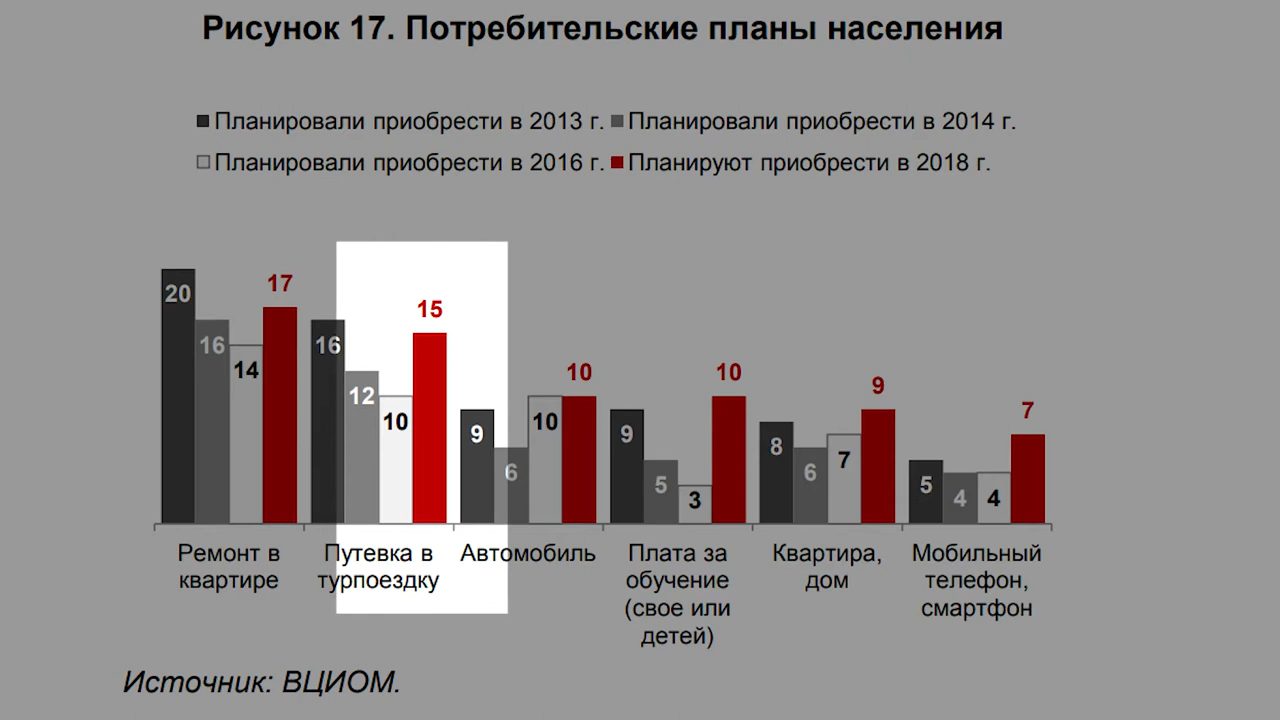 Рисунок 17. Потребительские планы населения
Планировали приобрести в 2013 г. Планировали приобрести в 2014 г.
Планировали приобрести в 2016 г. Планируют приобрести в 2018 г.
20 16 14 17
16 12 10 15
9 6 10 10
9 5 3 10
8 6 7 9
5 4 4 7
Ремонт в
квартире
Путевка в
турпоездку
Автомобиль
Плата за
обучение
(свое или
детей)
Квартира,
дом
Мобильный
телефон,
смартфон
Источник: ВЦИОМ.